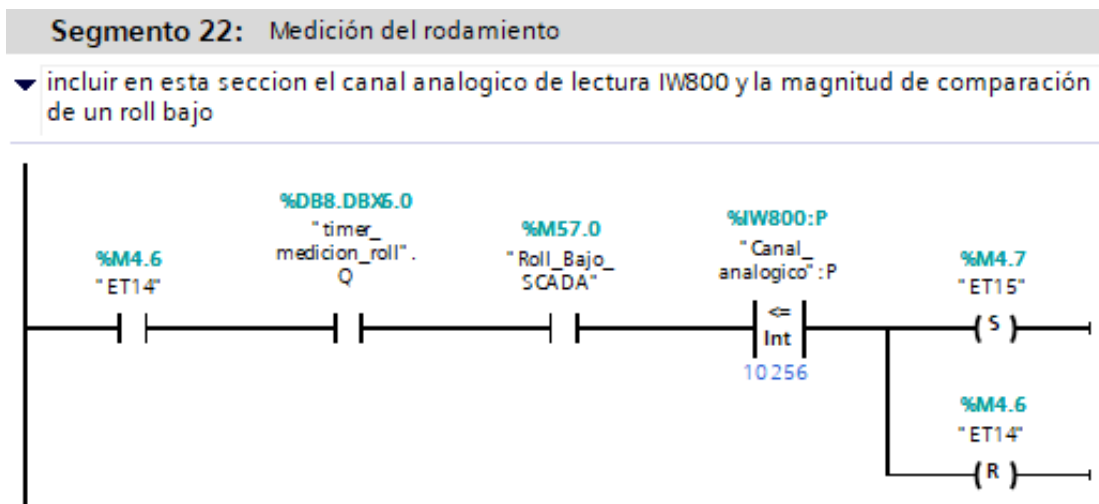 Segmento 22: Medición del rodamiento
incluir en esta seccion el canal analogico de lectura IW800 y la magnitud de comparación
de un roll bajo
%M4.6
"ET14"
%DB8.DBX6.0
"timer_
medicion_roll".
Q
%M57.0
"Roll_Bajo_
SCADA"
%IW800:P
"Canal_
analogico":P
<=
Int
10256
%M4.7
"ET15"
S
%M4.6
"ET14"
R